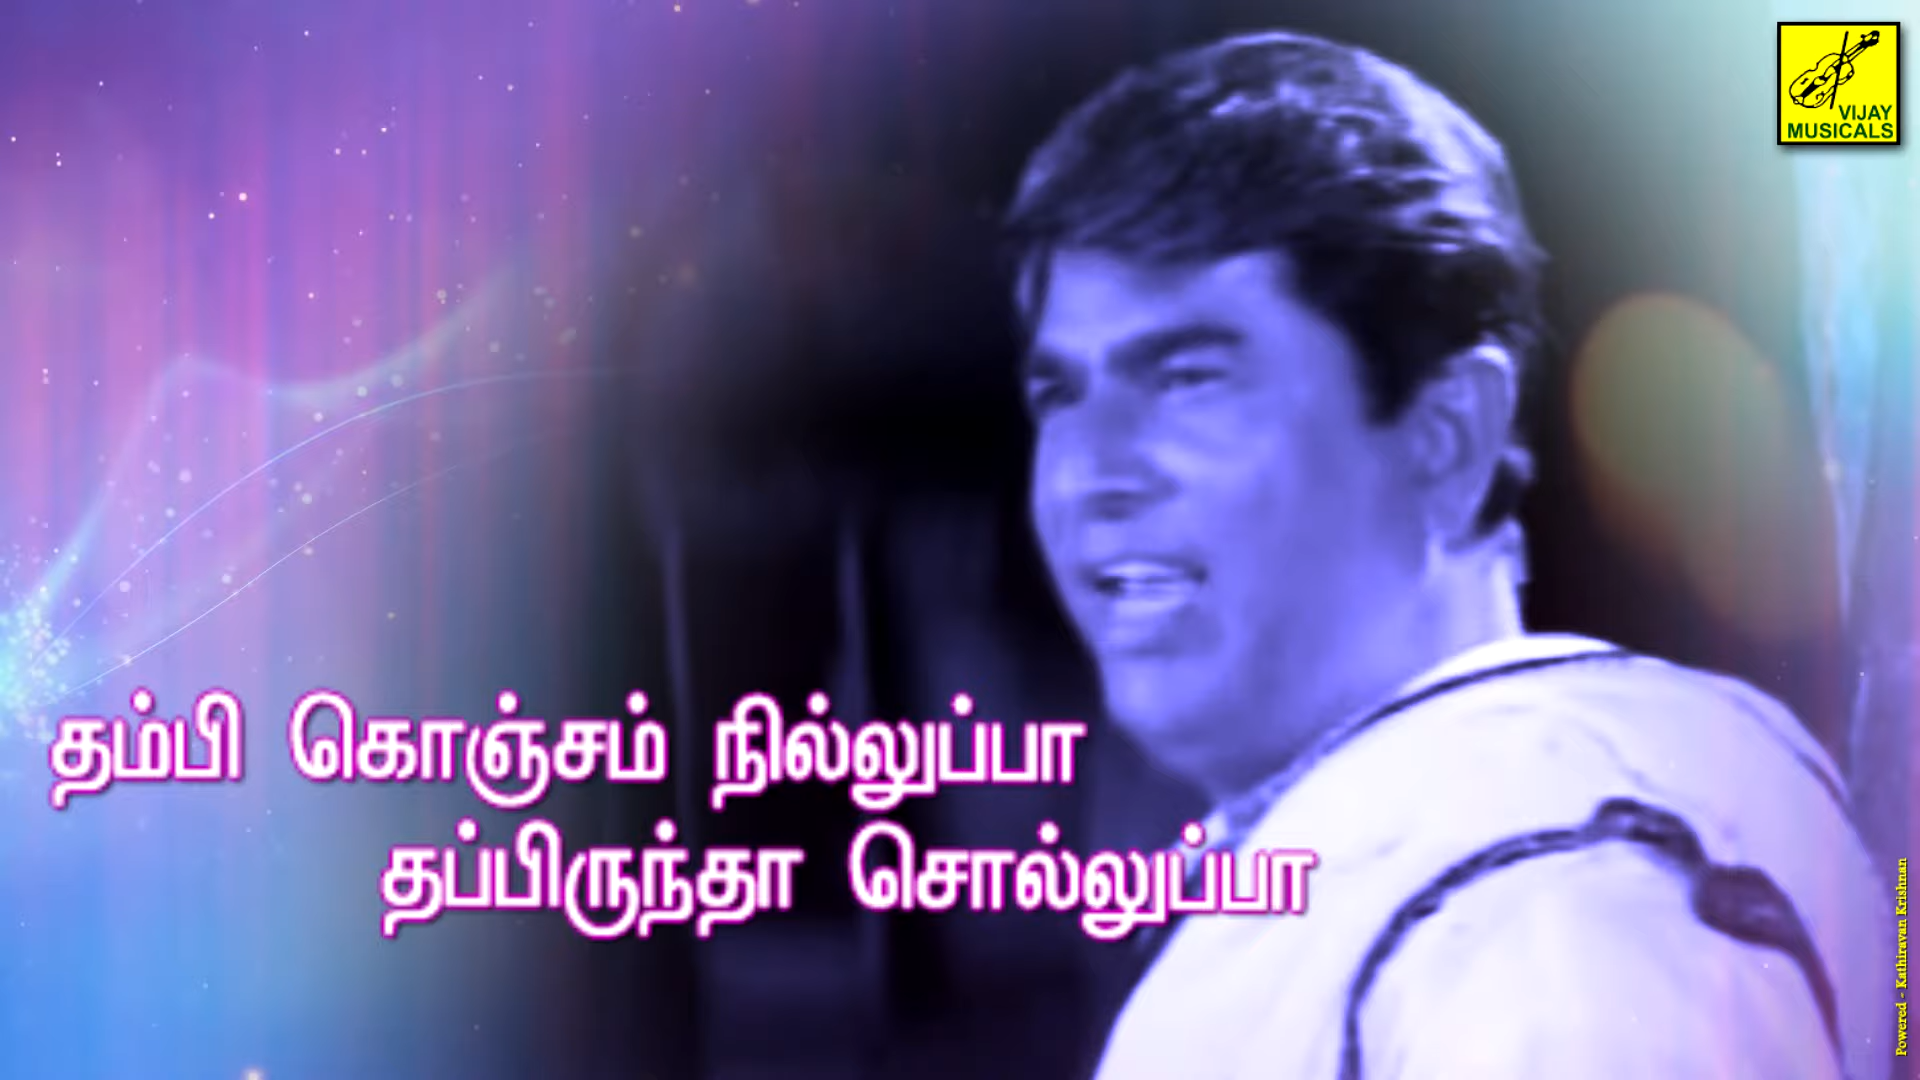 VIJAY
MUSICALS
தம்பி கொஞ்சம் நில்லுப்பா
தப்பிருந்தா சொல்லுப்பா
Powered - Kathiravan Krishnan